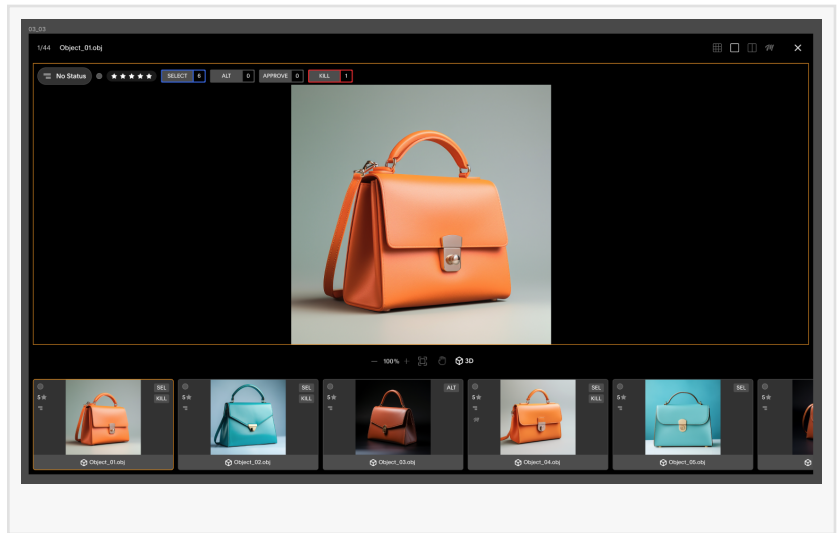 03_03
1/44 Object_01.obj
No Status ★★★★★ SELECT 6 ALT 0 APPROVE 0 KILL 1
− 100% + 3D
SEL SEL ALT SEL SEL
5★ KILL 5★ KILL 5★ 5★ KILL 5★ 5★
Object_01.obj Object_02.obj Object_03.obj Object_04.obj Object_05.obj